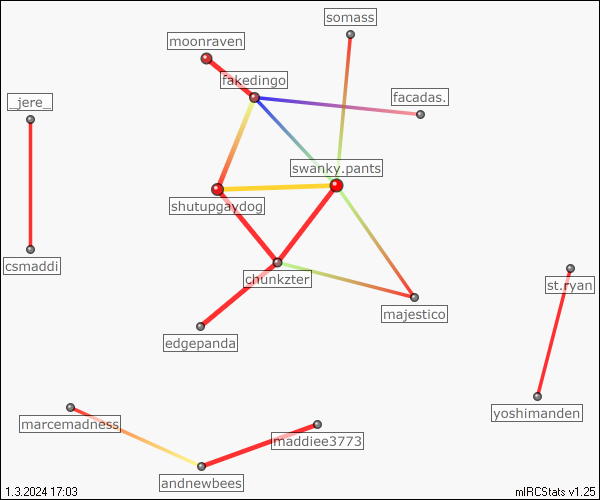 somass
moonraven
fakedingo
_jere_
facadas.
swanky.pants
shutupgaydog
csmaddi
chunkzter
st.ryan
majestico
edgepanda
yoshimanden
marcemadness
maddiee3773
andnewbees
1.3.2024 17:03
mIRCStats v1.25